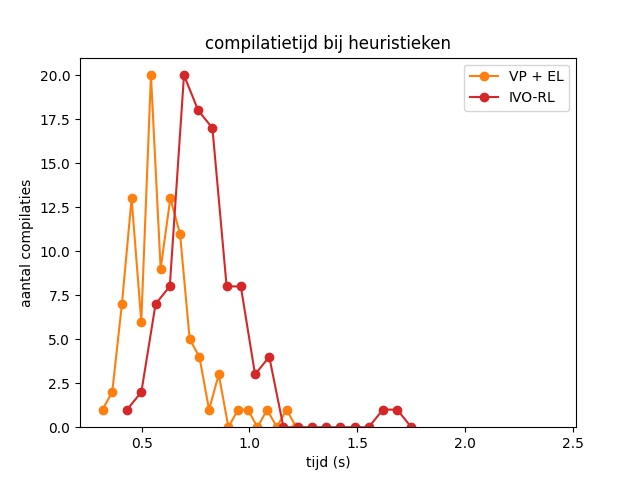 compilatietijd bij heuristieken
VP + EL
IVO-RL
aantal compilaties
20.0
17.5
15.0
12.5
10.0
7.5
5.0
2.5
0.0
0.5
1.0
1.5
2.0
2.5
tijd (s)